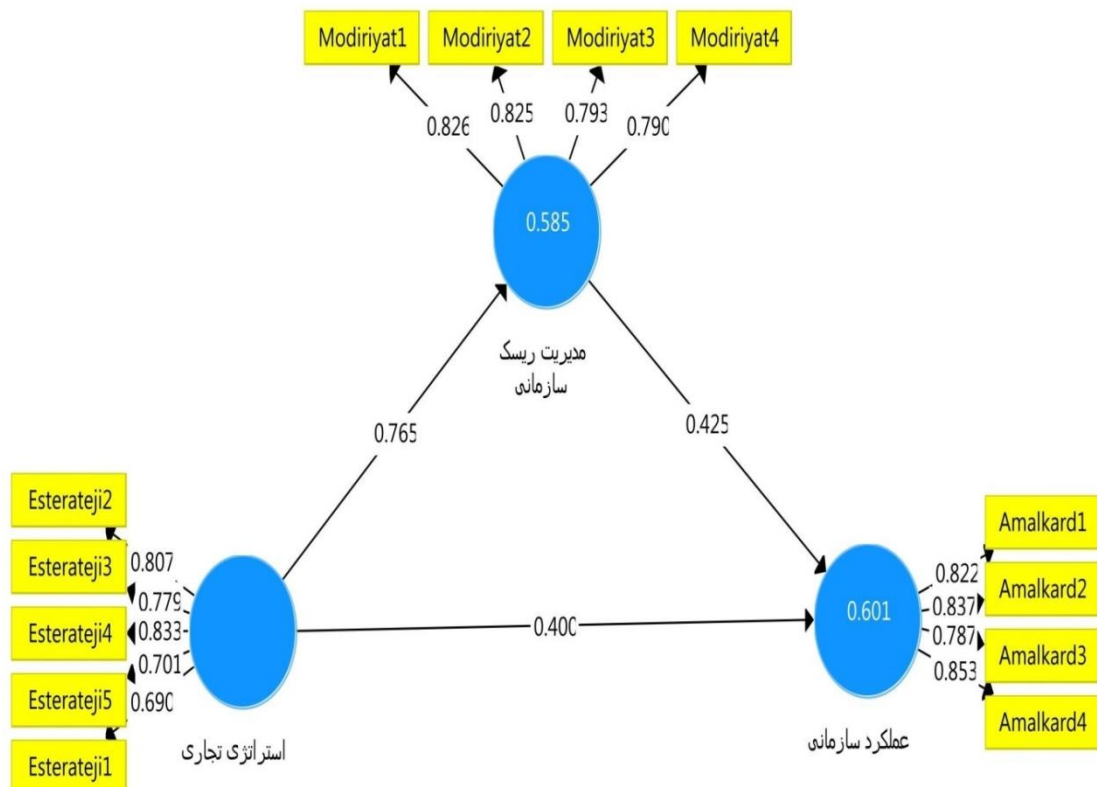 Modiriyat1
Modiriyat2
Modiriyat3
Modiriyat4
0.826
0.825
0.793
0.790
0.585
مدیریت ریسک
سازمانی
0.765
0.425
Esterateji2
Esterateji3
Esterateji4
Esterateji5
Esterateji1
0.807
0.779
0.833
0.701
0.690
استراتژی تجاری
0.400
0.601
عملکرد سازمانی
0.822
0.837
0.787
0.853
Amalkard1
Amalkard2
Amalkard3
Amalkard4